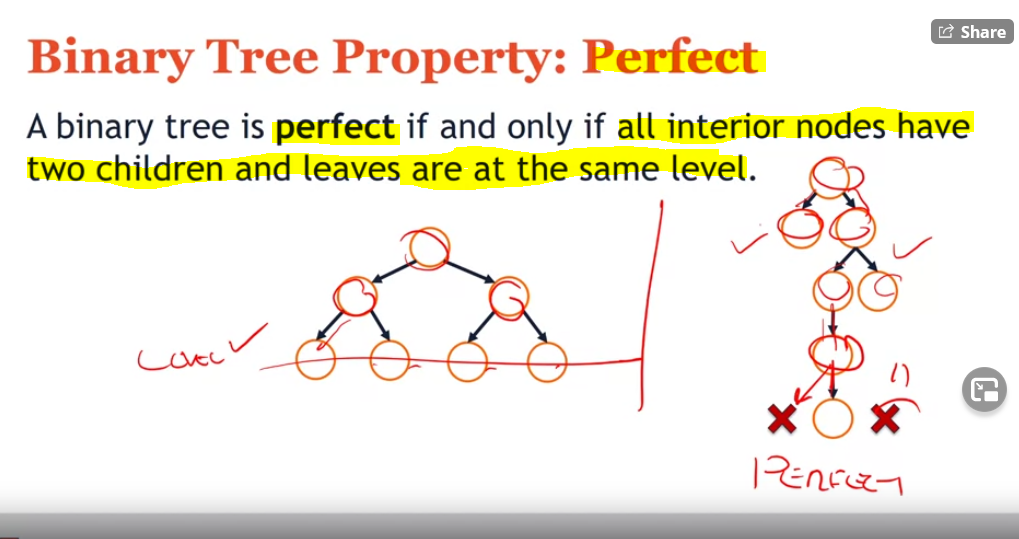 Share
Binary Tree Property: Perfect
A binary tree is perfect if and only if all interior nodes have
two children and leaves are at the same level.
LEVEL
PERFECT